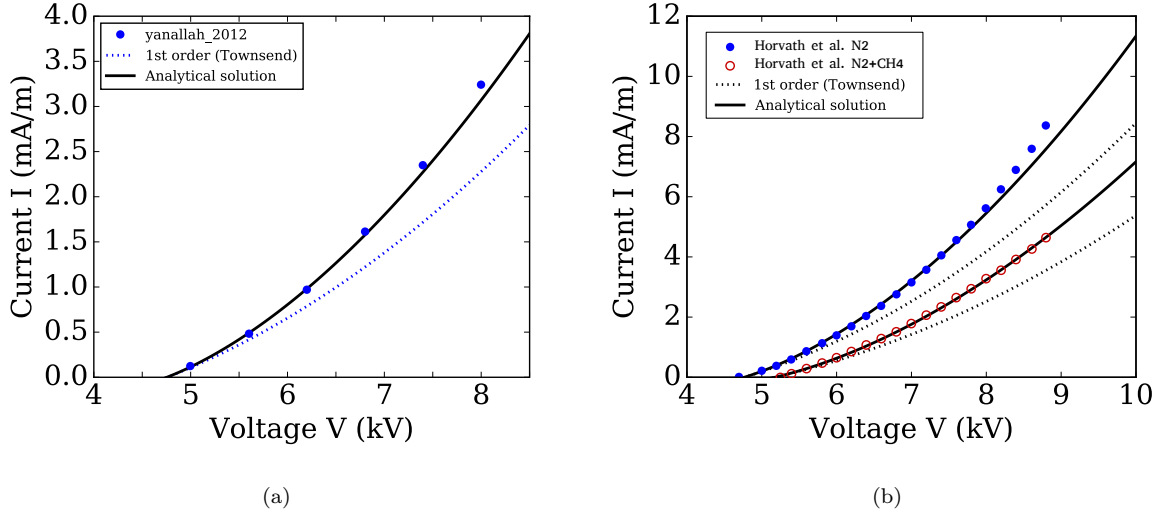 4.0
3.5
3.0
2.5
2.0
1.5
1.0
0.5
0.0
Current I (mA/m)
yanallah_2012
1st order (Townsend)
Analytical solution
4 5 6 7 8
Voltage V (kV)
(a)
12
10
8
6
4
2
0
Current I (mA/m)
Horvath et al. N2
Horvath et al. N2+CH4
1st order (Townsend)
Analytical solution
4 5 6 7 8 9 10
Voltage V (kV)
(b)